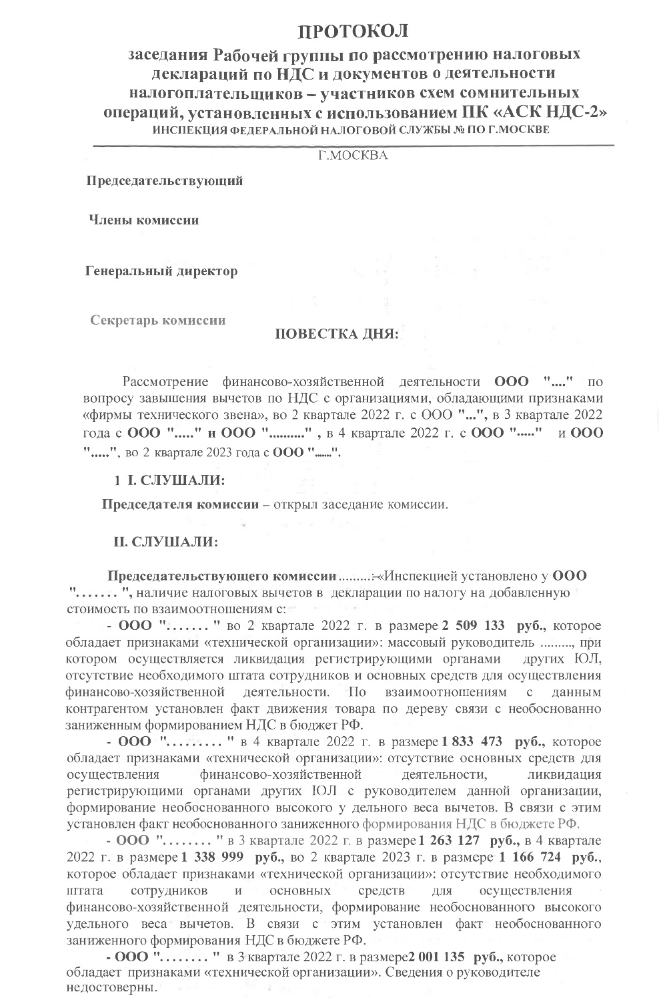 ПРОТОКОЛ
заседания Рабочей группы по рассмотрению налоговых
деклараций по НДС и документов о деятельности
налогоплательщиков – участников схем сомнительных
операций, установленных с использованием ПК «АСК НДС-2»
ИНСПЕКЦИЯ ФЕДЕРАЛЬНОЙ НАЛОГОВОЙ СЛУЖБЫ № ПО Г.МОСКВЕ
Г.МОСКВА
Председательствующий
Члены комиссии
Генеральный директор
Секретарь комиссии
ПОВЕСТКА ДНЯ:
Рассмотрение финансово-хозяйственной деятельности ООО "...." по
вопросу завышения вычетов по НДС с организациями, обладающими признаками
«фирмы технического звена», во 2 квартале 2022 г. с ООО "...", в 3 квартале 2022
года с ООО "....." и ООО ".........." , в 4 квартале 2022 г. с ООО "....." и ООО
".....", во 2 квартале 2023 года с ООО ".......".
1 I. СЛУШАЛИ:
Председателя комиссии – открыл заседание комиссии.
II. СЛУШАЛИ:
Председательствующего комиссии.........:-«Инспекцией установлено у ООО
".......", наличие налоговых вычетов в декларации по налогу на добавленную
стоимость по взаимоотношениям с:
- ООО "......." во 2 квартале 2022 г. в размере 2 509 133 руб., которое
обладает признаками «технической организации»: массовый руководитель ........., при
котором осуществляется ликвидация регистрирующими органами других ЮЛ,
отсутствие необходимого штата сотрудников и основных средств для осуществления
финансово-хозяйственной деятельности. По взаимоотношениям с данным
контрагентом установлен факт движения товара по дереву связи с необоснованно
заниженным формированием НДС в бюджет РФ.
- ООО "........." в 4 квартале 2022 г. в размере 1 833 473 руб., которое
обладает признаками «технической организации»: отсутствие основных средств для
осуществления финансово-хозяйственной деятельности, ликвидация
регистрирующими органами других ЮЛ с руководителем данной организации,
формирование необоснованного высокого у дельного веса вычетов. В связи с этим
установлен факт необоснованного заниженного формирования НДС в бюджете РФ.
- ООО "........" в 3 квартале 2022 г. в размере 1 263 127 руб., в 4 квартале
2022 г. в размере 1 338 999 руб., во 2 квартале 2023 г. в размере 1 166 724 руб.,
которое обладает признаками «технической организации»: отсутствие необходимого
штата сотрудников и основных средств для осуществления
финансово-хозяйственной деятельности, формирование необоснованного высокого
удельного веса вычетов. В связи с этим установлен факт необоснованного
заниженного формирования НДС в бюджете РФ.
- ООО "........" в 3 квартале 2022 г. в размере2 001 135 руб., которое
обладает признаками «технической организации». Сведения о руководителе
недостоверны.